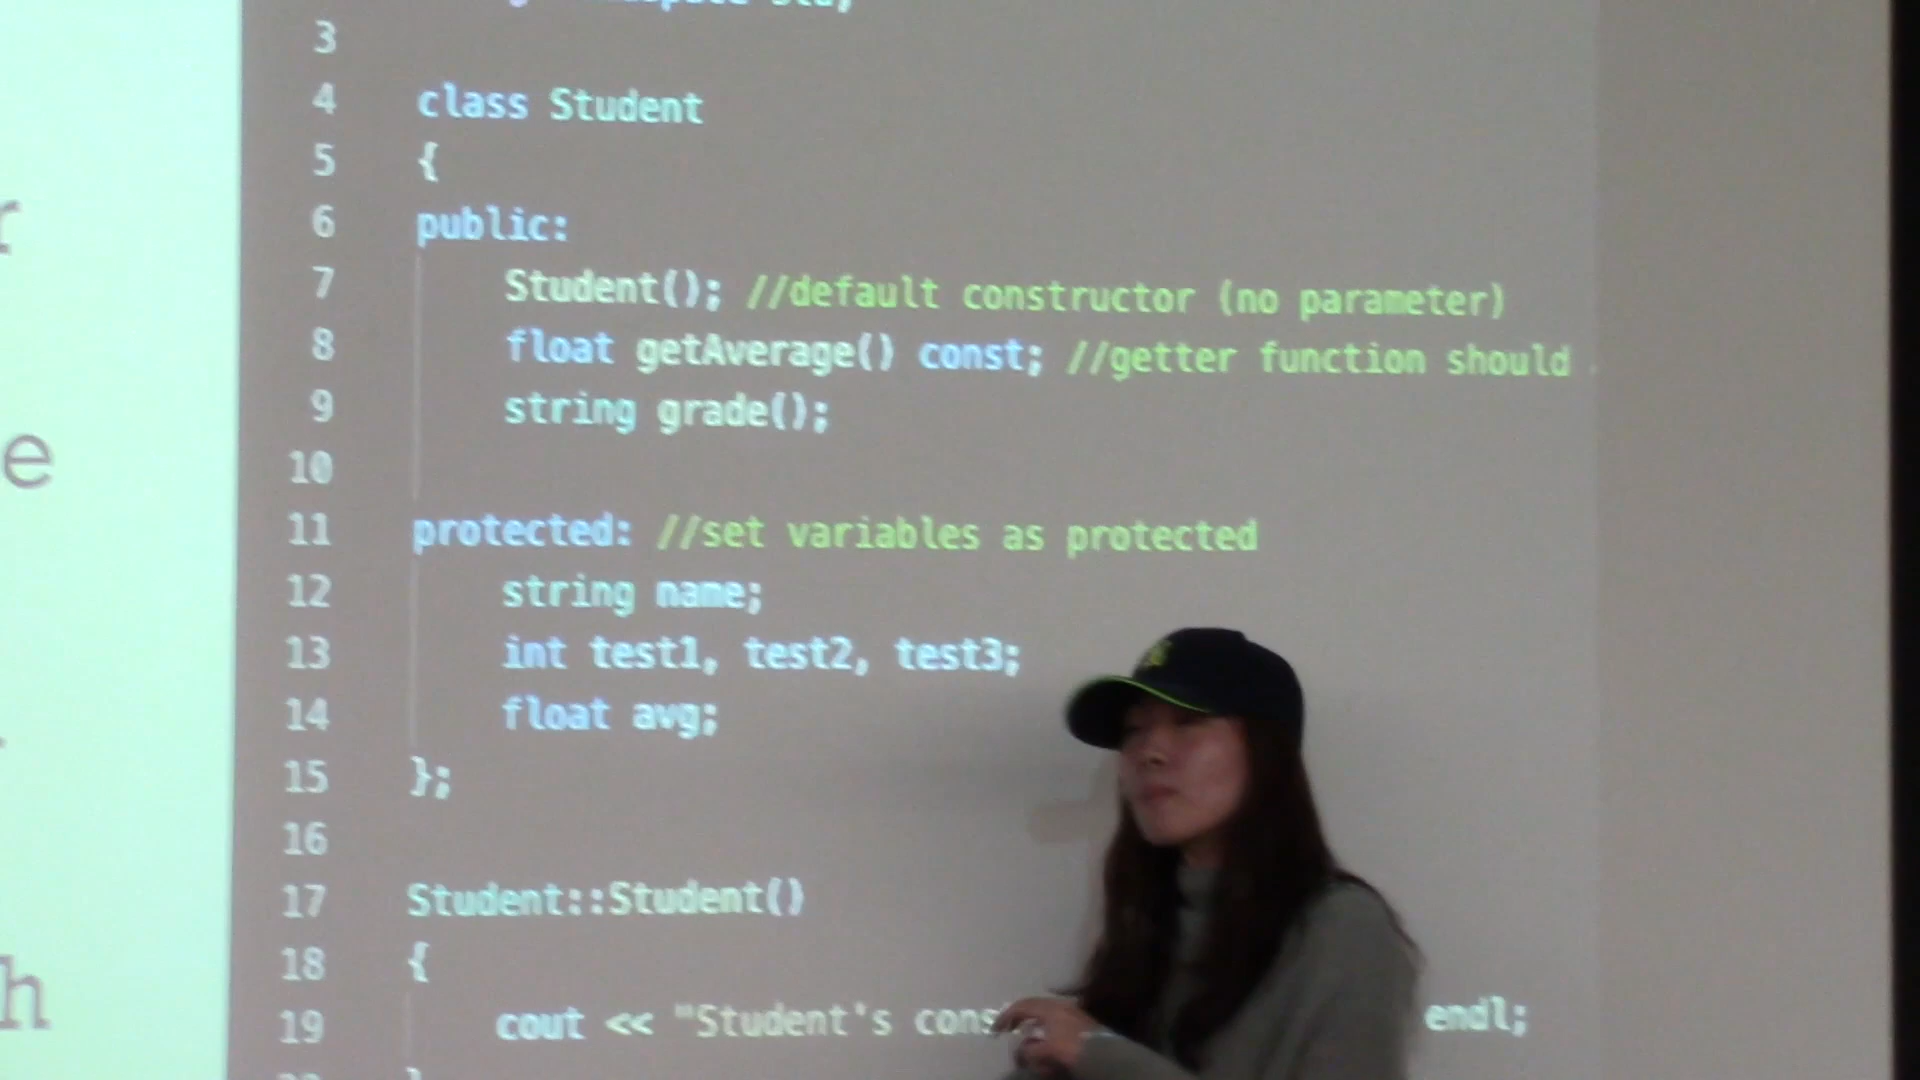 3
4 class Student
5 {
6 public:
7 Student(); //default constructor (no parameter)
8 float getAverage() const; //getter function should
9 string grade();
10
11 protected: //set variables as protected
12 string name;
13 int test1, test2, test3;
14 float avg;
15 };
16
17 Student::Student()
18 {
19 cout << "Student's endl;
r
e
h